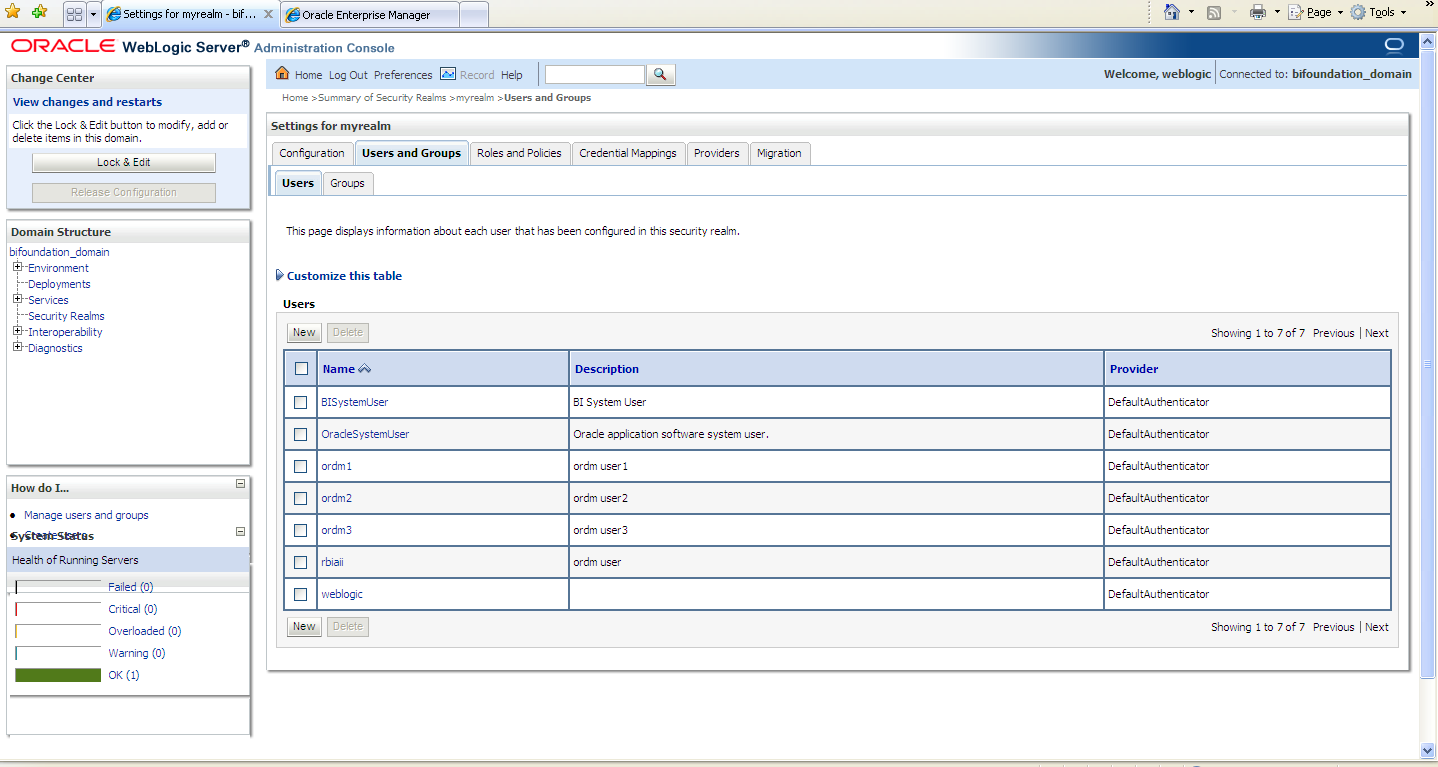 Settings for myrealm - bif... Oracle Enterprise Manager Page Tools
ORACLE WebLogic Server® Administration Console
Change Center
View changes and restarts
Click the Lock & Edit button to modify, add or
delete items in this domain.
Lock & Edit
Release Configuration
Domain Structure
bifoundation_domain
Environment
Deployments
Services
Security Realms
Interoperability
Diagnostics
How do I...
Manage users and groups
Create users
System Status
Health of Running Servers
Failed (0)
Critical (0)
Overloaded (0)
Warning (0)
OK (1)
Home Log Out Preferences Record Help
Welcome, weblogic Connected to: bifoundation_domain
Home >Summary of Security Realms >myrealm >Users and Groups
Settings for myrealm
Configuration Users and Groups Roles and Policies Credential Mappings Providers Migration
Users Groups
This page displays information about each user that has been configured in this security realm.
Customize this table
Users
New Delete Showing 1 to 7 of 7 Previous | Next
Name Description Provider
BISystemUser BI System User DefaultAuthenticator
OracleSystemUser Oracle application software system user. DefaultAuthenticator
ordm1 ordm user1 DefaultAuthenticator
ordm2 ordm user2 DefaultAuthenticator
ordm3 ordm user3 DefaultAuthenticator
rbiaii ordm user DefaultAuthenticator
weblogic DefaultAuthenticator
New Delete Showing 1 to 7 of 7 Previous | Next